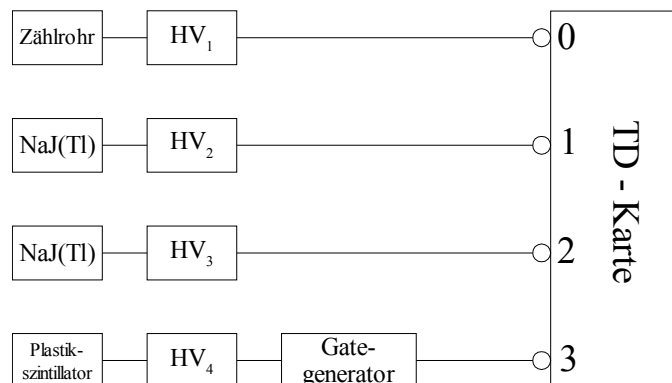 Zählrohr HV1 0
NaJ(Tl) HV2 1
NaJ(Tl) HV3 2
Plastik-
szintillator HV4 Gate-
generator 3
TD - Karte